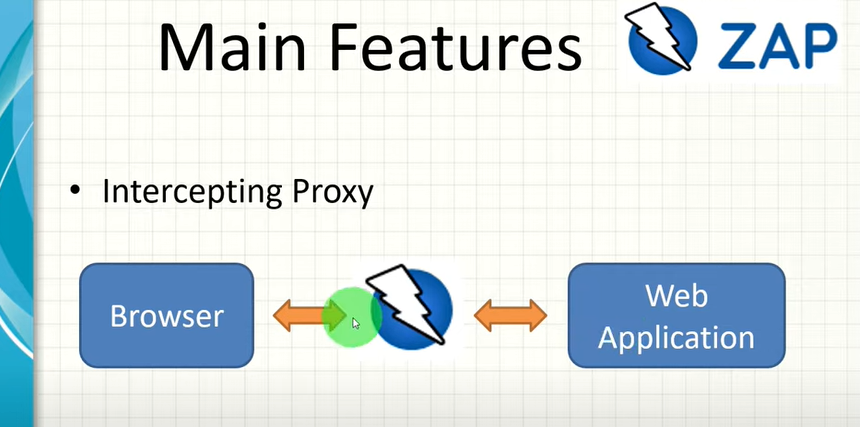 Main Features
ZAP
• Intercepting Proxy
Browser
Web
Application